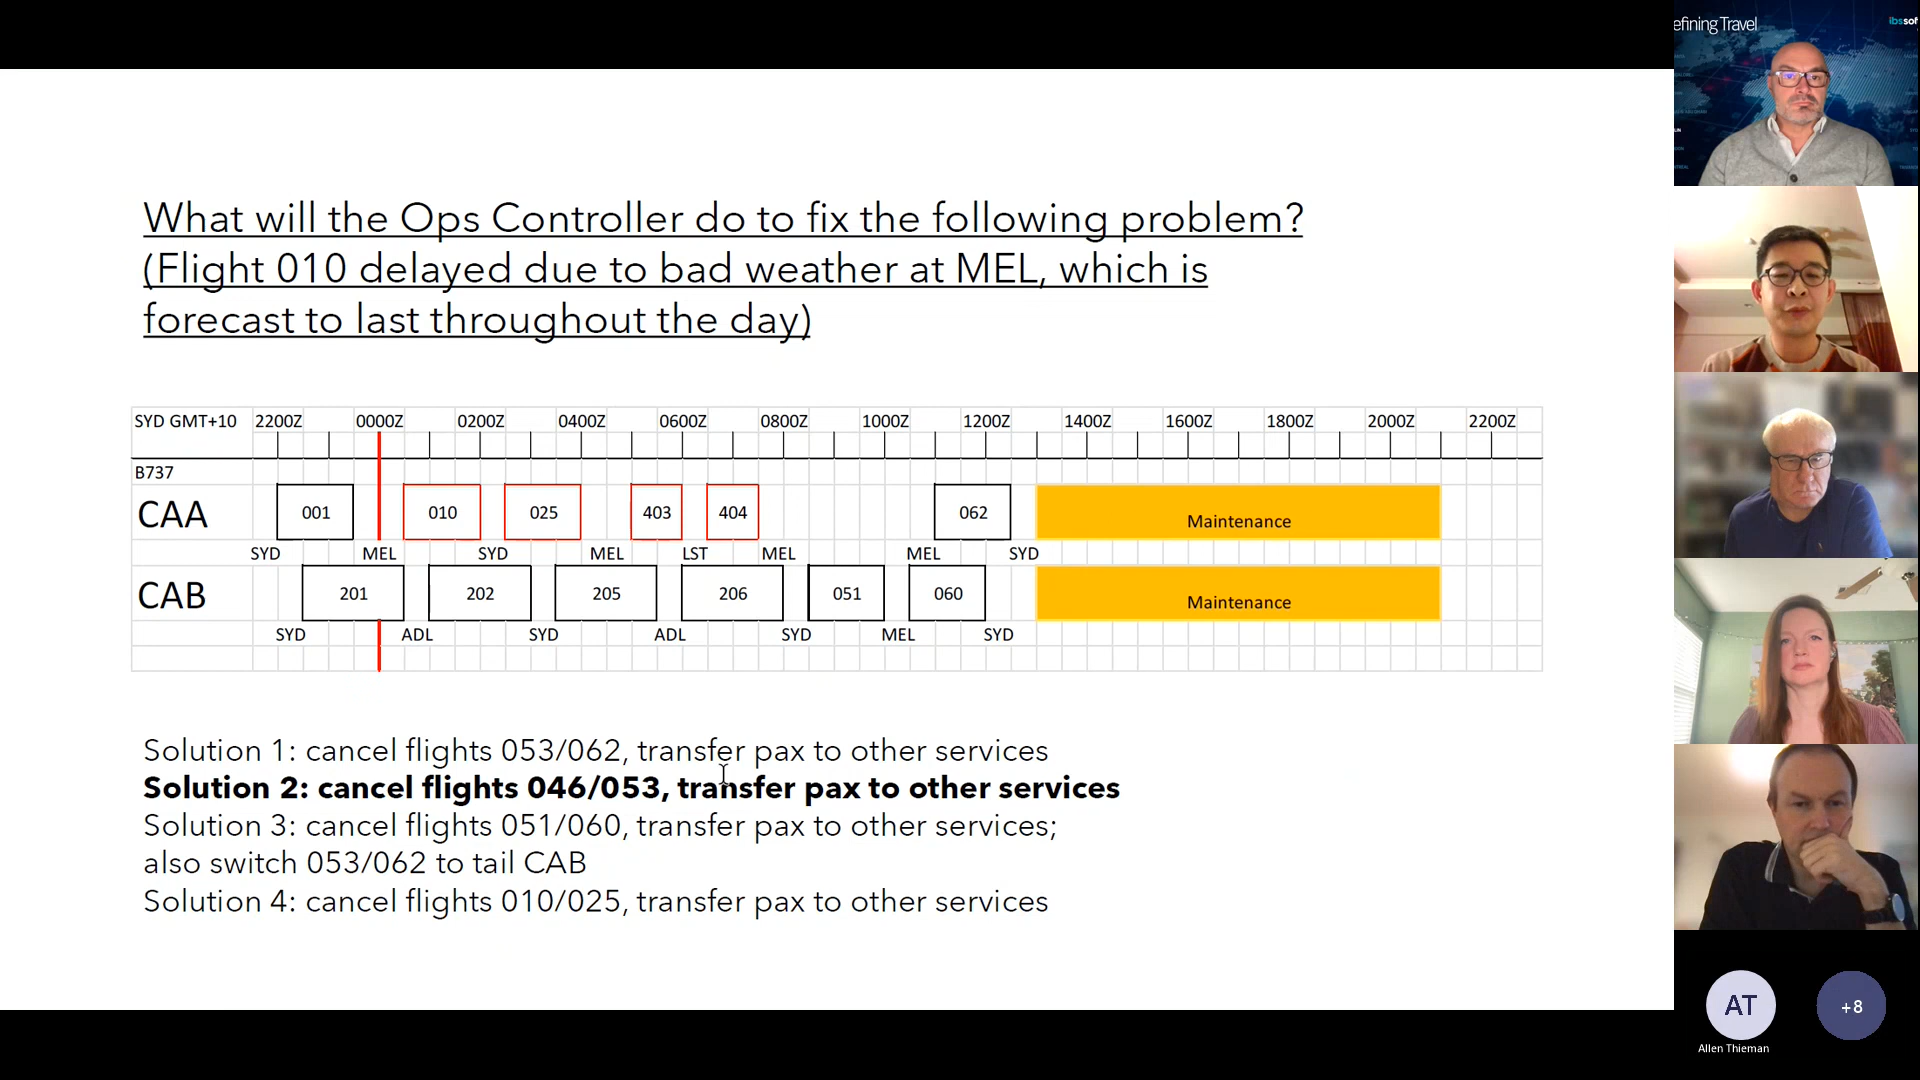 efining Travel
ibssof
What will the Ops Controller do to fix the following problem?
(Flight 010 delayed due to bad weather at MEL, which is
forecast to last throughout the day)
SYD GMT+10 2200Z 0000Z 0200Z 0400Z 0600Z 0800Z 1000Z 1200Z 1400Z 1600Z 1800Z 2000Z 2200Z
B737
CAA 001 010 025 403 404 062 Maintenance
SYD MEL SYD MEL LST MEL MEL SYD
CAB 201 202 205 206 051 060 Maintenance
SYD ADL SYD ADL SYD MEL SYD
Solution 1: cancel flights 053/062, transfer pax to other services
Solution 2: cancel flights 046/053, transfer pax to other services
Solution 3: cancel flights 051/060, transfer pax to other services;
also switch 053/062 to tail CAB
Solution 4: cancel flights 010/025, transfer pax to other services
AT
+8
Allen Thieman